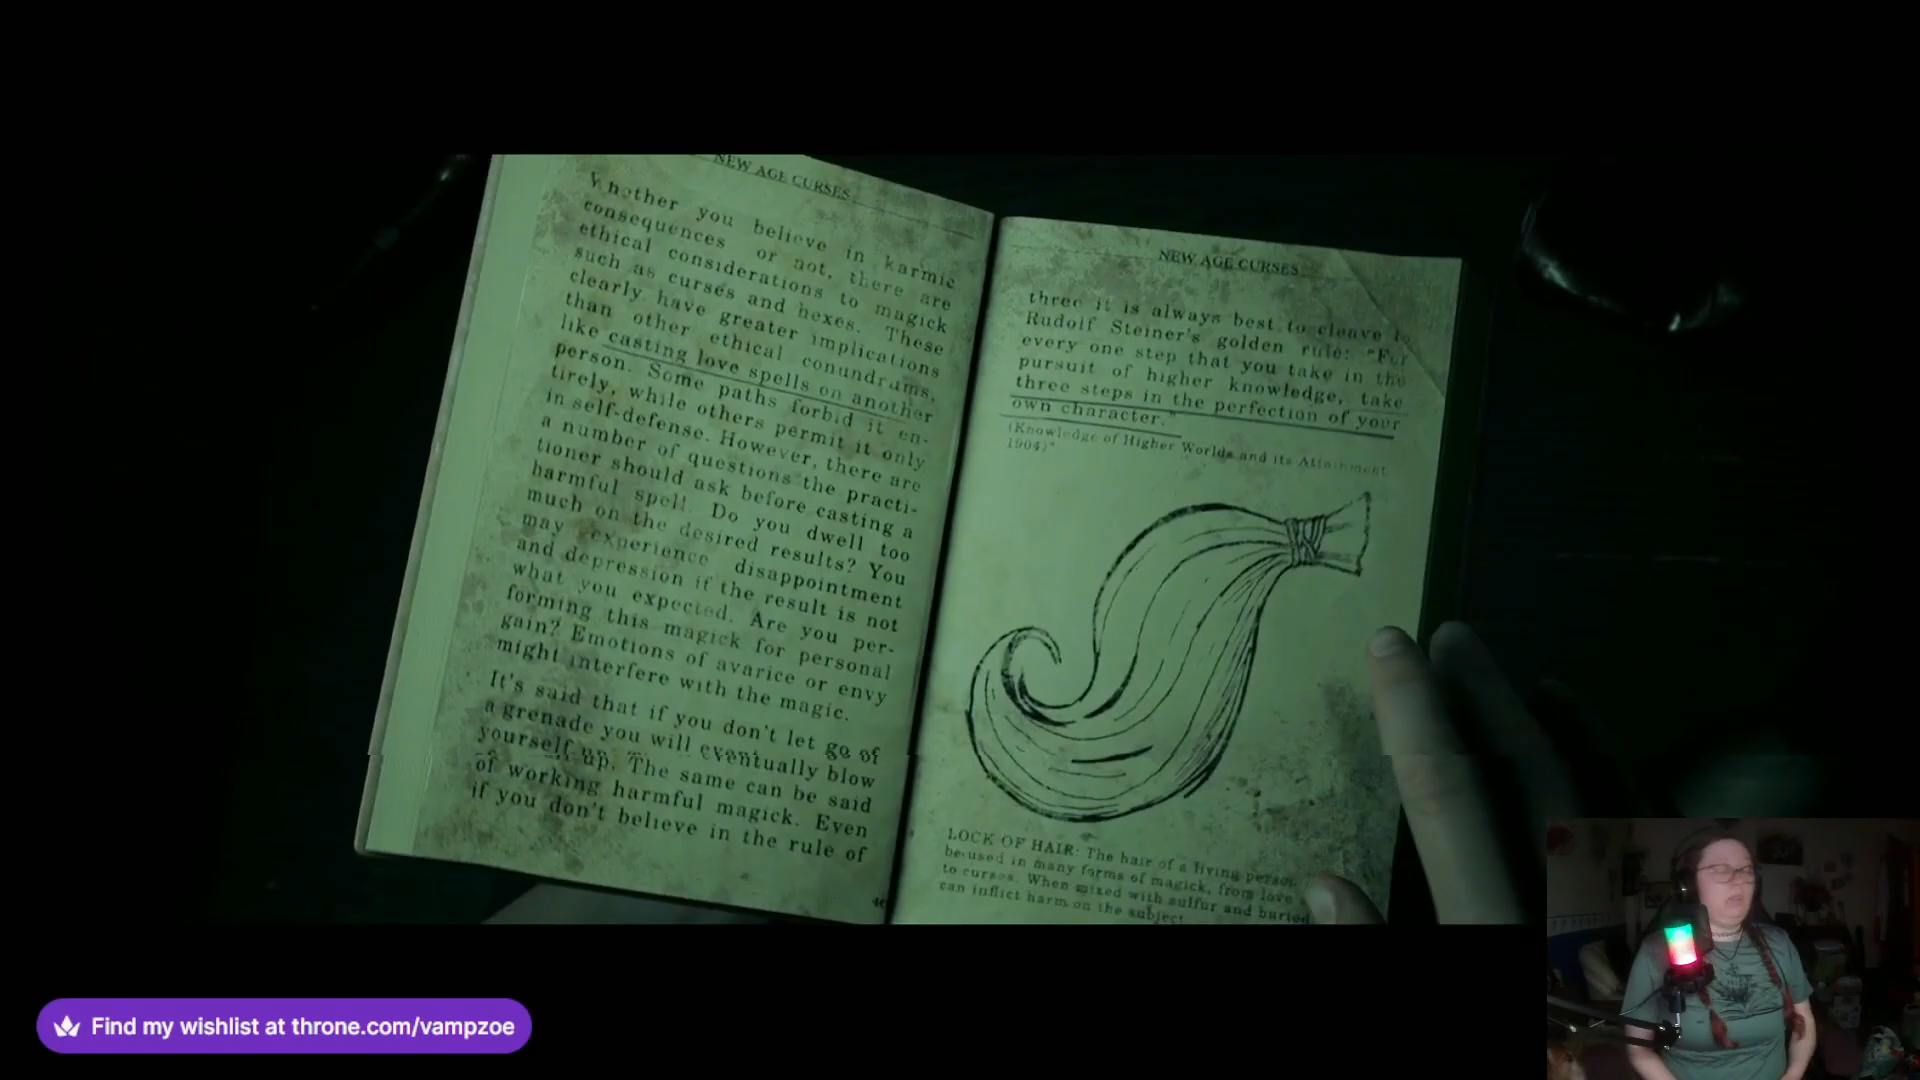 NEW AGE CURSES
Whether you believe in karmic
consequences or not, there are
ethical considerations to magick
such as curses and hexes. These
clearly have greater implications
than other ethical conundrums,
like casting love spells on another
person. Some paths forbid it en-
tirely, while others permit it only
in self-defense. However, there are
a number of questions the practi-
tioner should ask before casting a
harmful spell. Do you dwell too
much on the desired results? You
may experience disappointment
and depression if the result is not
what you expected. Are you per-
forming this magick for personal
gain? Emotions of avarice or envy
might interfere with the magic.
It's said that if you don't let go of
a grenade you will eventually blow
yourself up. The same can be said
of working harmful magick. Even
if you don't believe in the rule of
NEW AGE CURSES
three it is always best to cleave to
Rudolf Steiner's golden rule: "For
every one step that you take in the
pursuit of higher knowledge, take
three steps in the perfection of your
own character."
(Knowledge of Higher Worlds and its Attainment
1904)"
LOCK OF HAIR: The hair of a living person
be used in many forms of magick, from love
to curses. When mixed with sulfur and buried
can inflict harm on the subject
Find my wishlist at throne.com/vampzoe